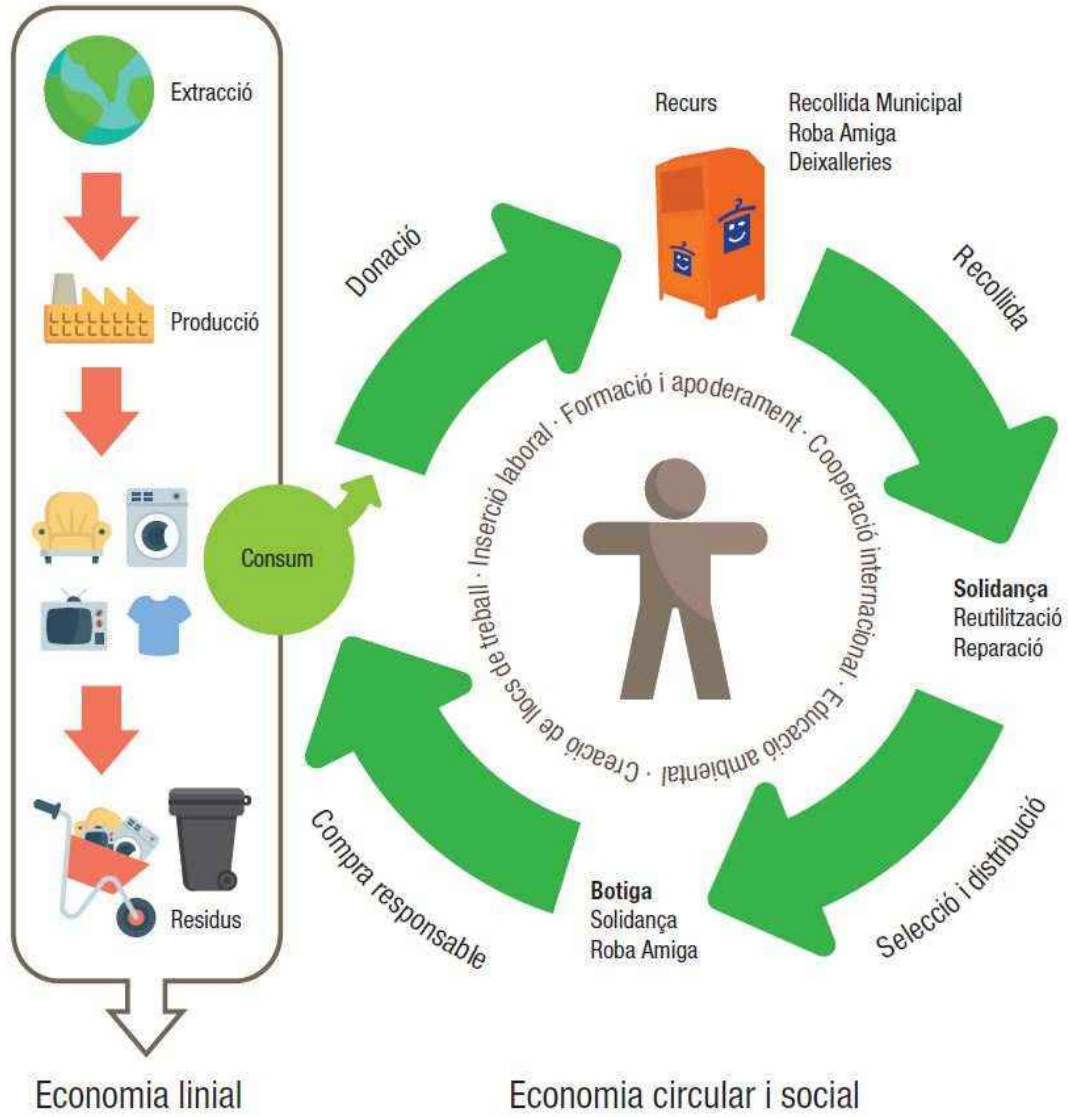 Extracció
Producció
Consum
Residus
Economia linial
Donació
Recurs
Recollida Municipal
Roba Amiga
Deixalleries
Recollida
Solidança
Reutilització
Reparació
Selecció i distribució
Botiga
Solidança
Roba Amiga
Compra responsable
Inserció laboral · Formació i apoderament · Cooperació internacional · Educació ambiental · Creació de llocs de treball ·
Economia circular i social